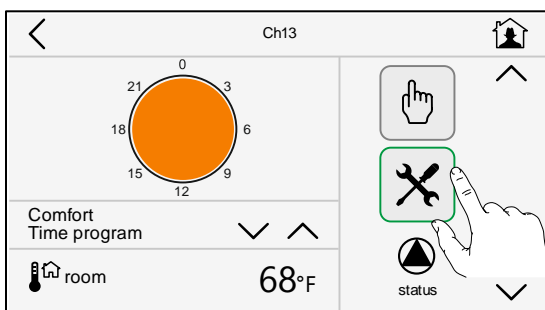 Ch13
0
21 3
18 6
15 9
12
Comfort
Time program
room 68°F
status